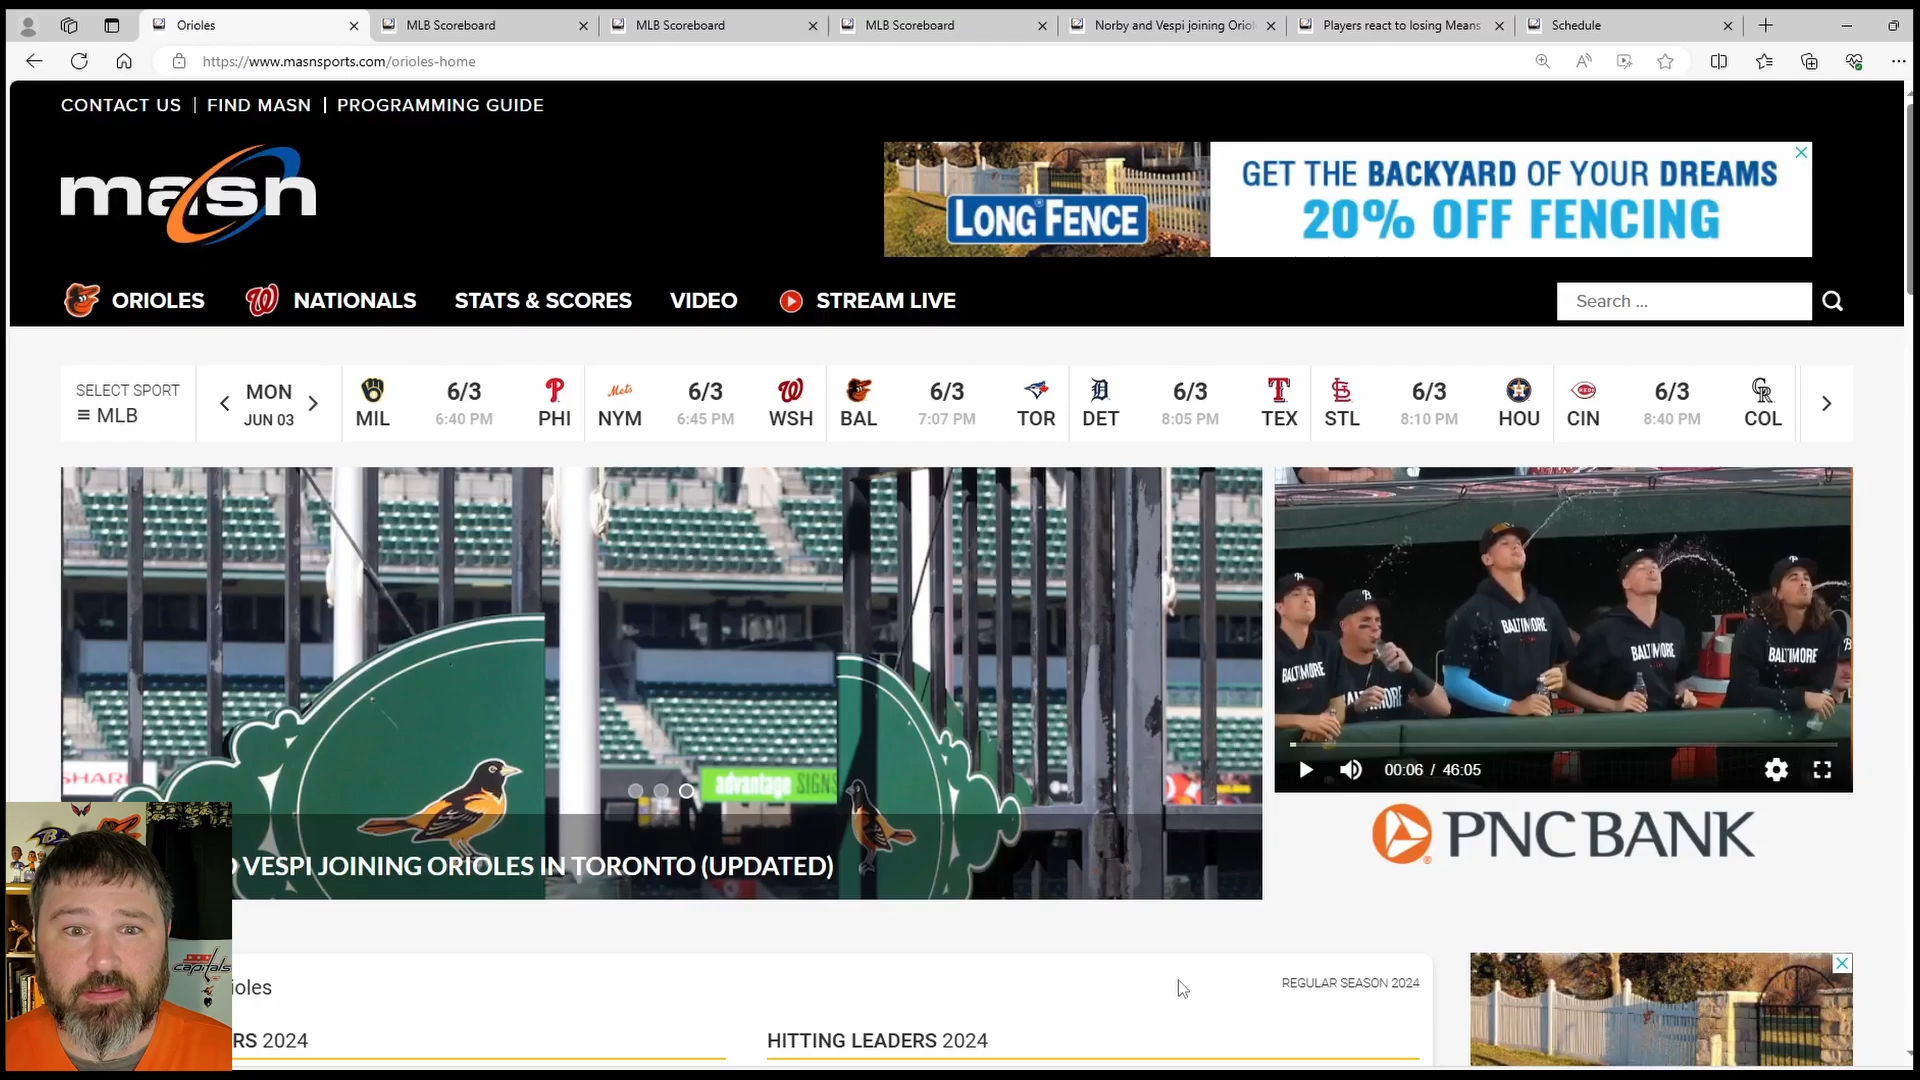 Orioles
MLB Scoreboard
MLB Scoreboard
MLB Scoreboard
Norby and Vespi joining Oriol
Players react to losing Means
Schedule
https://www.masnsports.com/orioles-home
CONTACT US | FIND MASN | PROGRAMMING GUIDE
masn
LONG FENCE
GET THE BACKYARD OF YOUR DREAMS
20% OFF FENCING
ORIOLES
NATIONALS
STATS & SCORES
VIDEO
STREAM LIVE
Search ...
SELECT SPORT
MLB
MON
JUN 03
MIL 6/3 PHI
6:40 PM
Mets
NYM 6/3 WSH
6:45 PM
BAL 6/3 TOR
7:07 PM
DET 6/3 TEX
8:05 PM
STL 6/3 HOU
8:10 PM
REDS
CIN 6/3 COL
8:40 PM
SHARP
advantage SIGNS
VESPI JOINING ORIOLES IN TORONTO (UPDATED)
BALTIMORE
BALTIMORE
BALTIMORE
BALTIMORE
BALTIMORE
00:06 / 46:05
PNC BANK
capitals
ioles
REGULAR SEASON 2024
RS 2024
HITTING LEADERS 2024